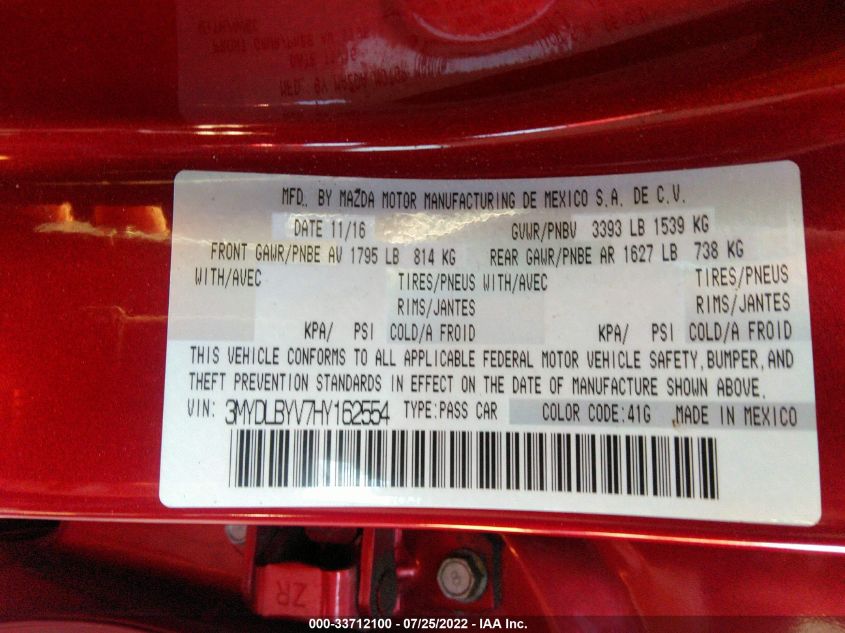 MFD. BY MAZDA MOTOR MANUFACTURING DE MEXICO S.A. DE C.V.
DATE 11/16 GVWR/PNBV 3393 LB 1539 KG
FRONT GAWR/PNBE AV 1795 LB 814 KG REAR GAWR/PNBE AR 1627 LB 738 KG
WITH/AVEC TIRES/PNEUS WITH/AVEC TIRES/PNEUS
RIMS/JANTES RIMS/JANTES
KPA/ PSI COLD/A FROID KPA/ PSI COLD/A FROID
THIS VEHICLE CONFORMS TO ALL APPLICABLE FEDERAL MOTOR VEHICLE SAFETY, BUMPER, AND
THEFT PREVENTION STANDARDS IN EFFECT ON THE DATE OF MANUFACTURE SHOWN ABOVE.
VIN: 3MYDLBYV7HY162554 TYPE:PASS CAR COLOR CODE:41G MADE IN MEXICO
ZR
8
000-33712100 - 07/25/2022 - IAA Inc.